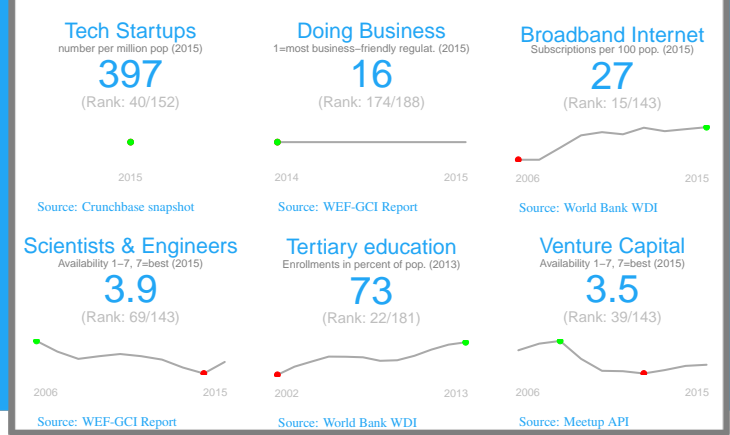 Tech Startups
number per million pop (2015)
397
(Rank: 40/152)
2015
Source: Crunchbase snapshot
Doing Business
1=most business−friendly regulat. (2015)
16
(Rank: 174/188)
2014 2015
Source: WEF-GCI Report
Broadband Internet
Subscriptions per 100 pop. (2015)
27
(Rank: 15/143)
2006 2015
Source: World Bank WDI
Scientists & Engineers
Availability 1−7, 7=best (2015)
3.9
(Rank: 69/143)
2006 2015
Source: WEF-GCI Report
Tertiary education
Enrollments in percent of pop. (2013)
73
(Rank: 22/181)
2002 2013
Source: World Bank WDI
Venture Capital
Availability 1−7, 7=best (2015)
3.5
(Rank: 39/143)
2006 2015
Source: Meetup API